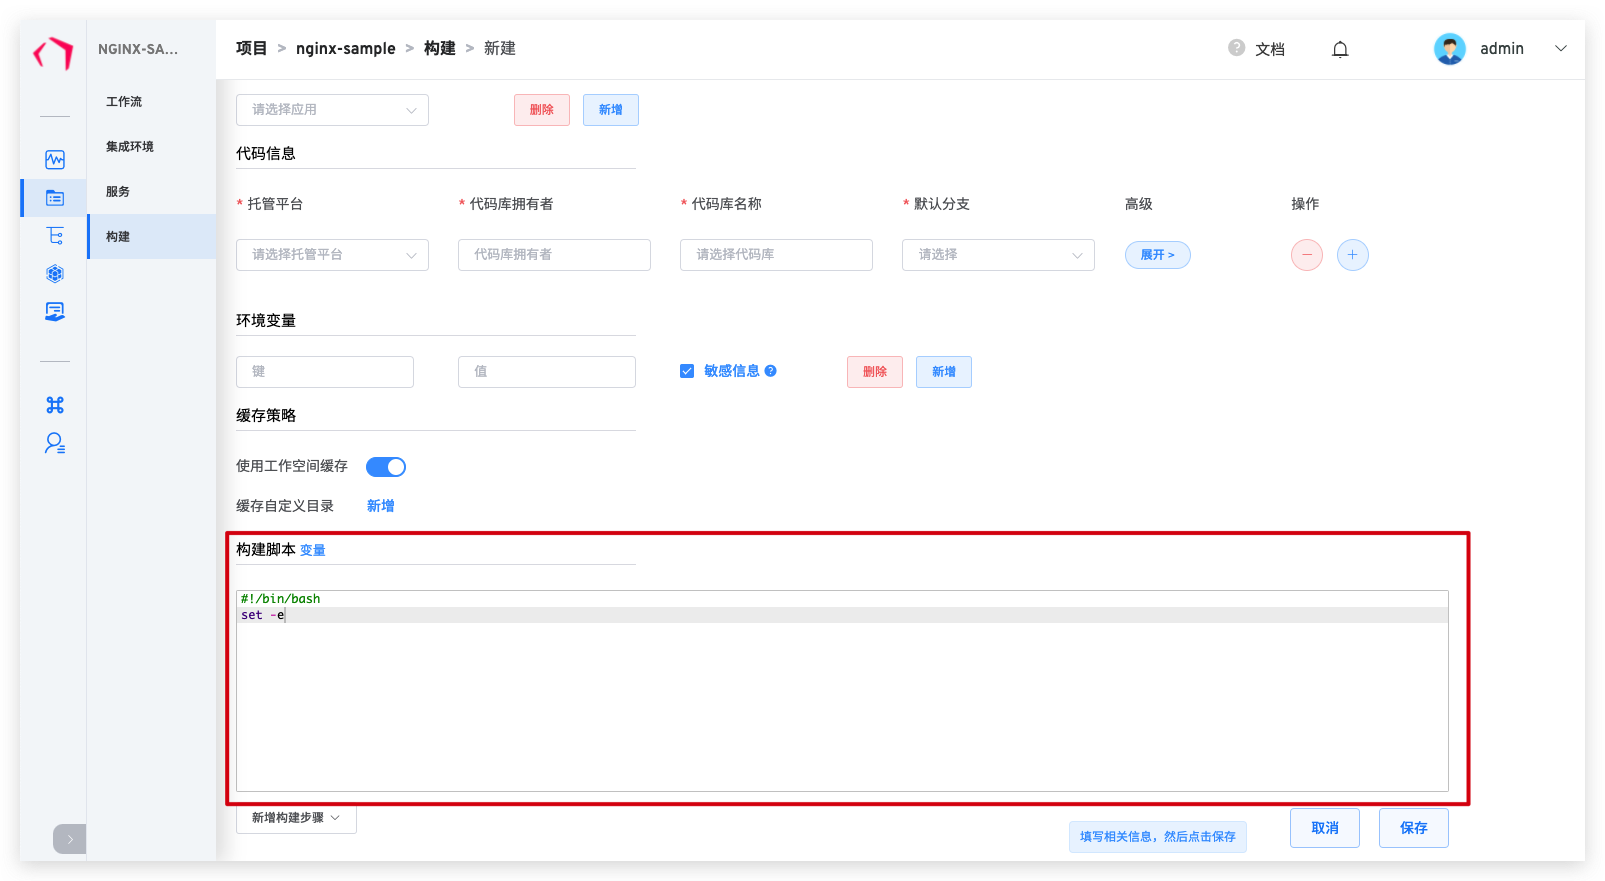 NGINX-SA...
工作流
集成环境
服务
构建
项目 > nginx-sample > 构建 > 新建
文档
admin
请选择应用
删除
新增
代码信息
* 托管平台
* 代码库拥有者
* 代码库名称
* 默认分支
高级
操作
请选择托管平台
代码库拥有者
请选择代码库
请选择
展开 >
环境变量
键
值
敏感信息
删除
新增
缓存策略
使用工作空间缓存
缓存自定义目录 新增
构建脚本 变量
#!/bin/bash
set -e
新增构建步骤
填写相关信息，然后点击保存
取消
保存